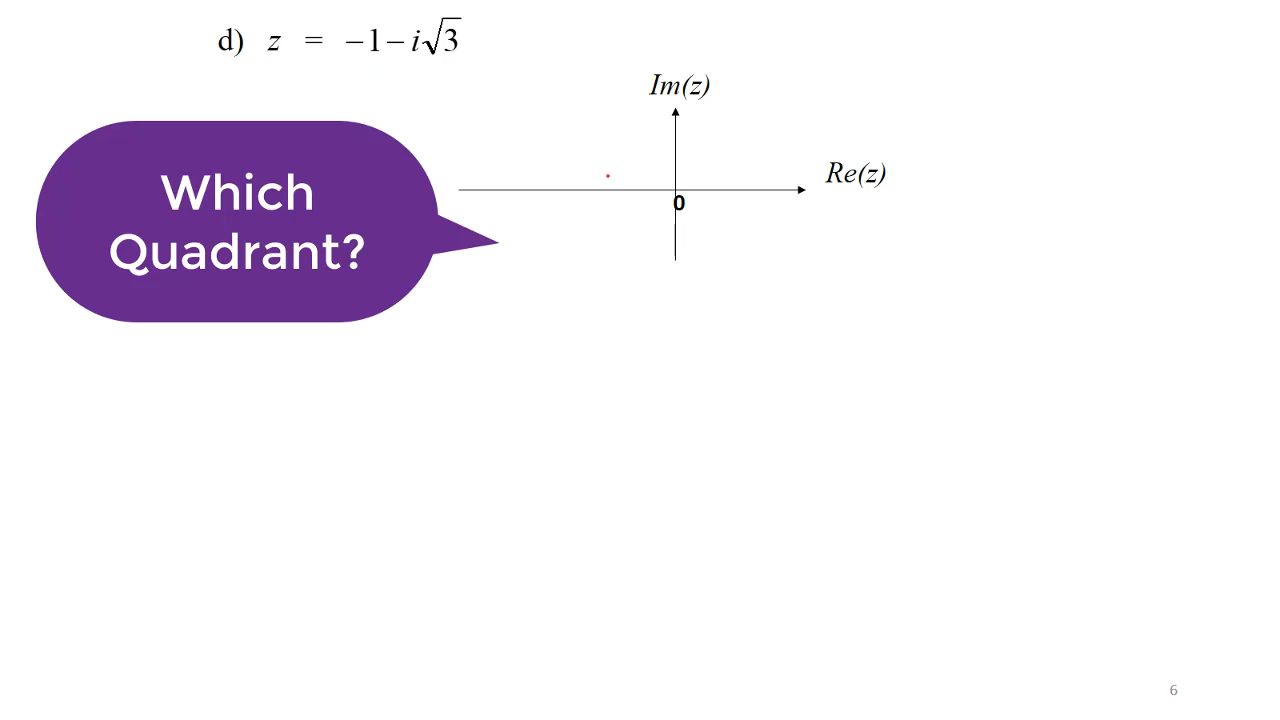 d) z = −1 − i√3
Im(z)
Re(z)
0
Which
Quadrant?
6